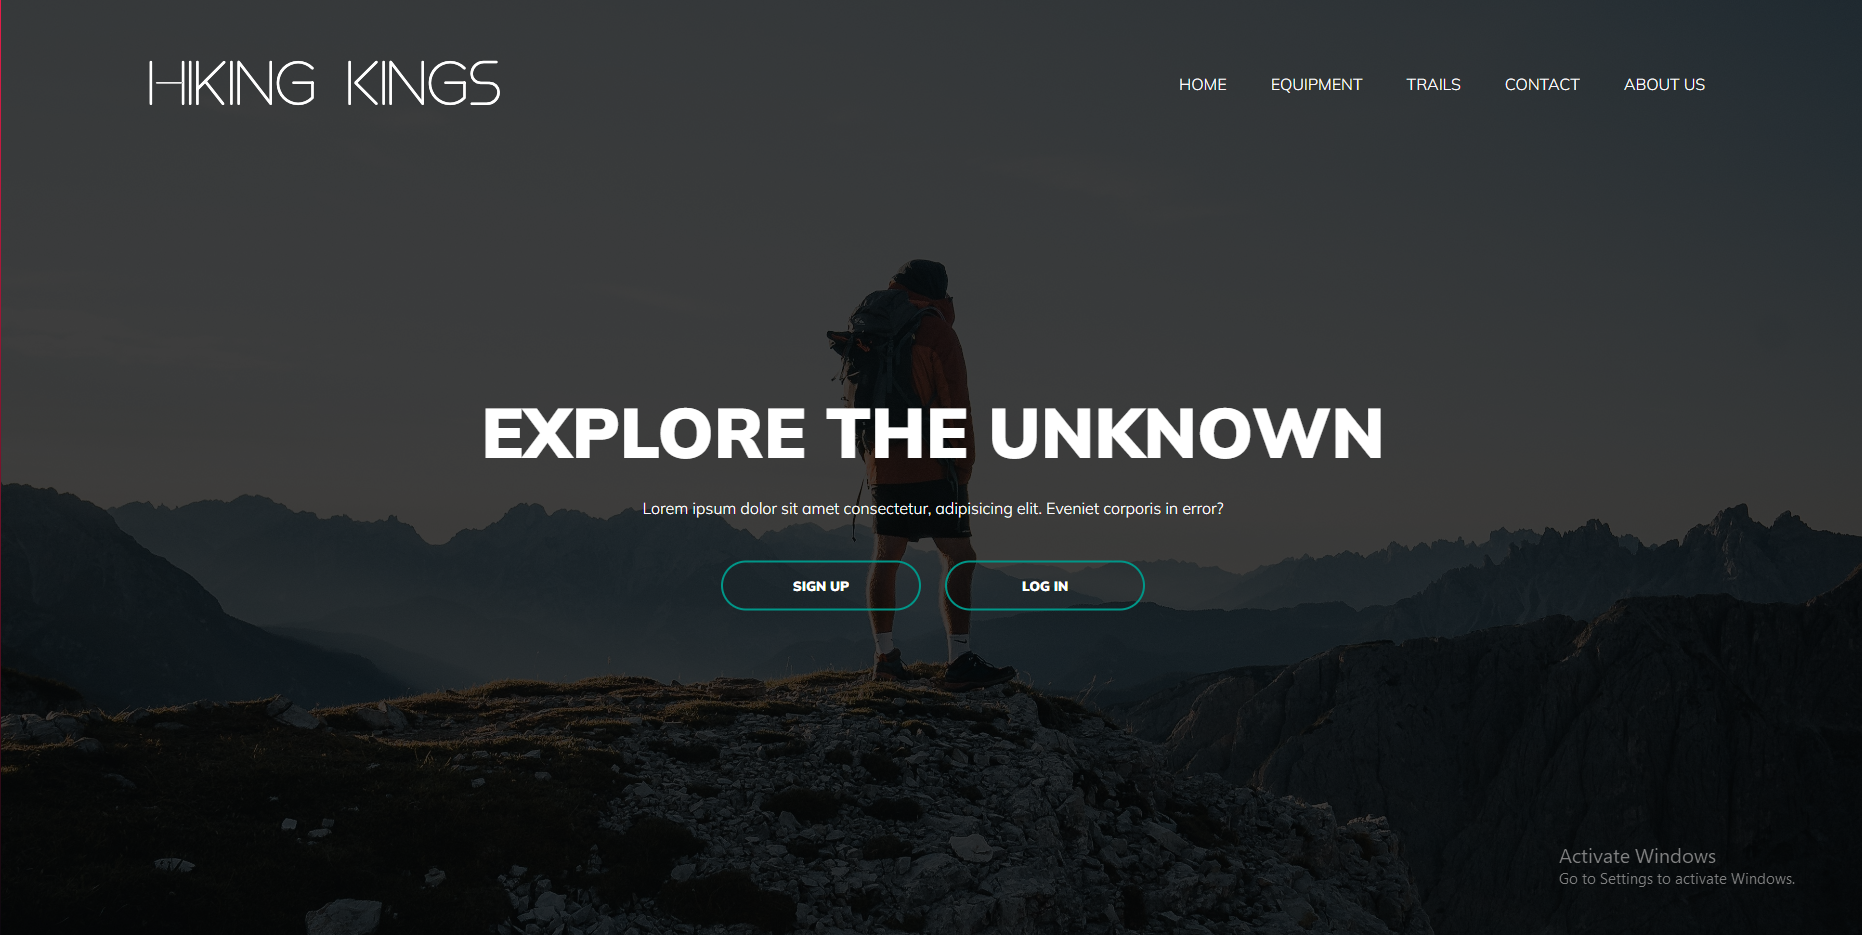 HIKING KINGS
HOME EQUIPMENT TRAILS CONTACT ABOUT US
EXPLORE THE UNKNOWN
Lorem ipsum dolor sit amet consectetur, adipisicing elit. Eveniet corporis in error?
SIGN UP LOG IN
Activate Windows
Go to Settings to activate Windows.